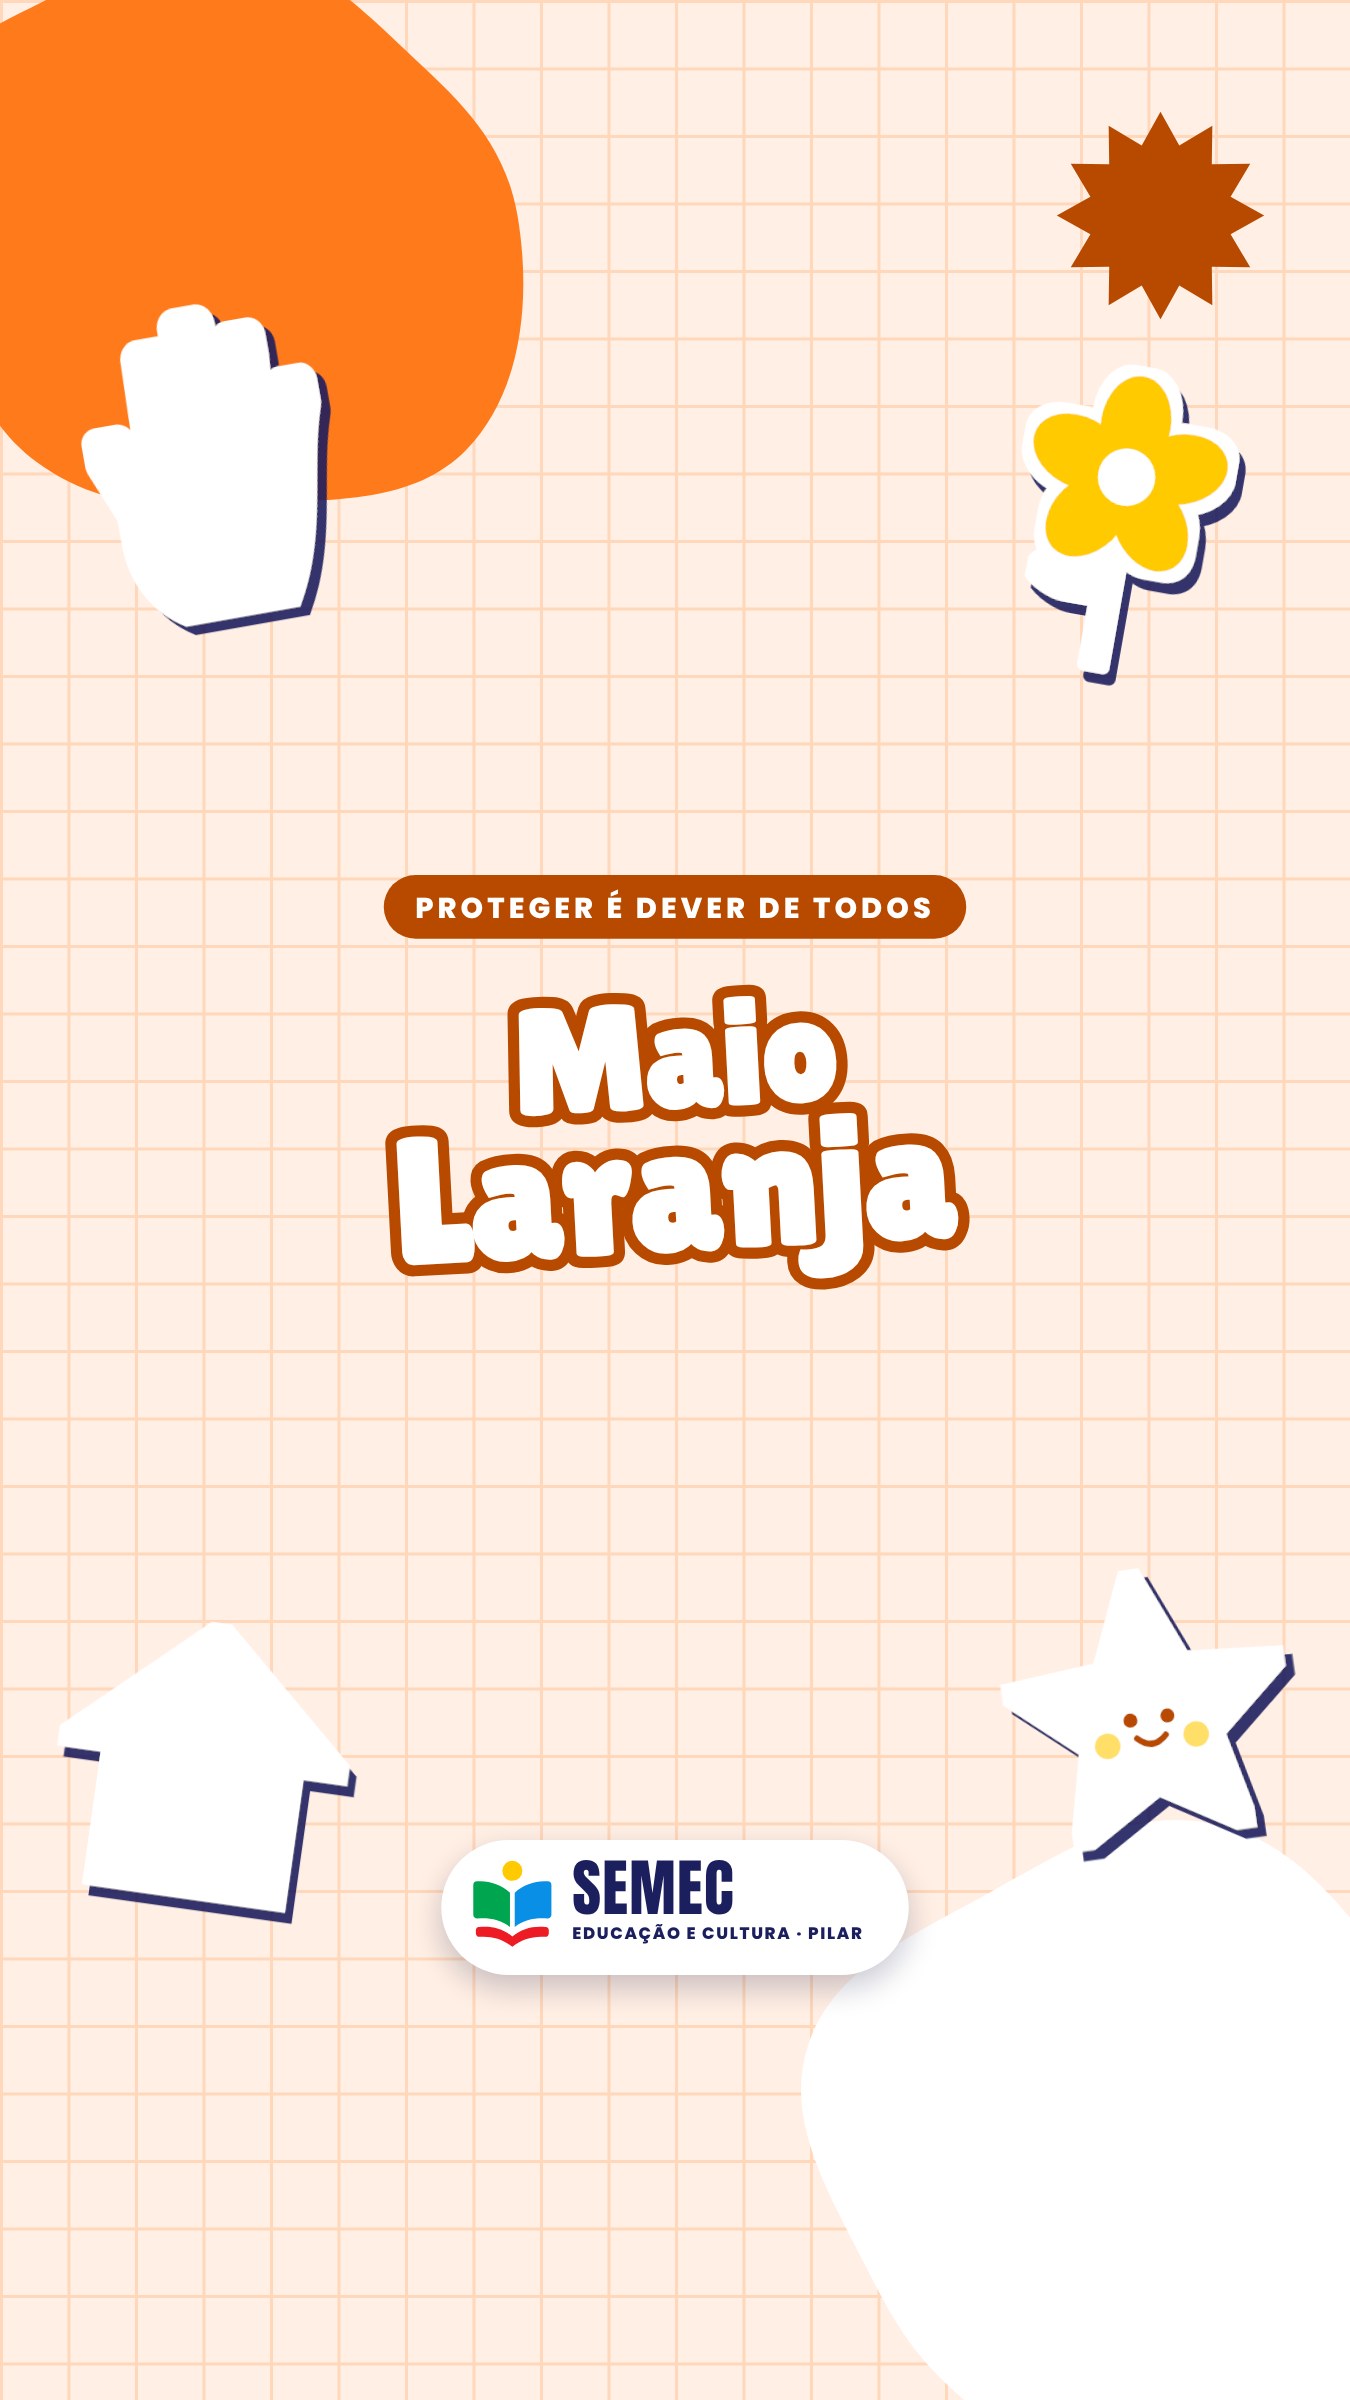 PROTEGER É DEVER DE TODOS
Maio
Laranja
SEMEC
EDUCAÇÃO E CULTURA · PILAR